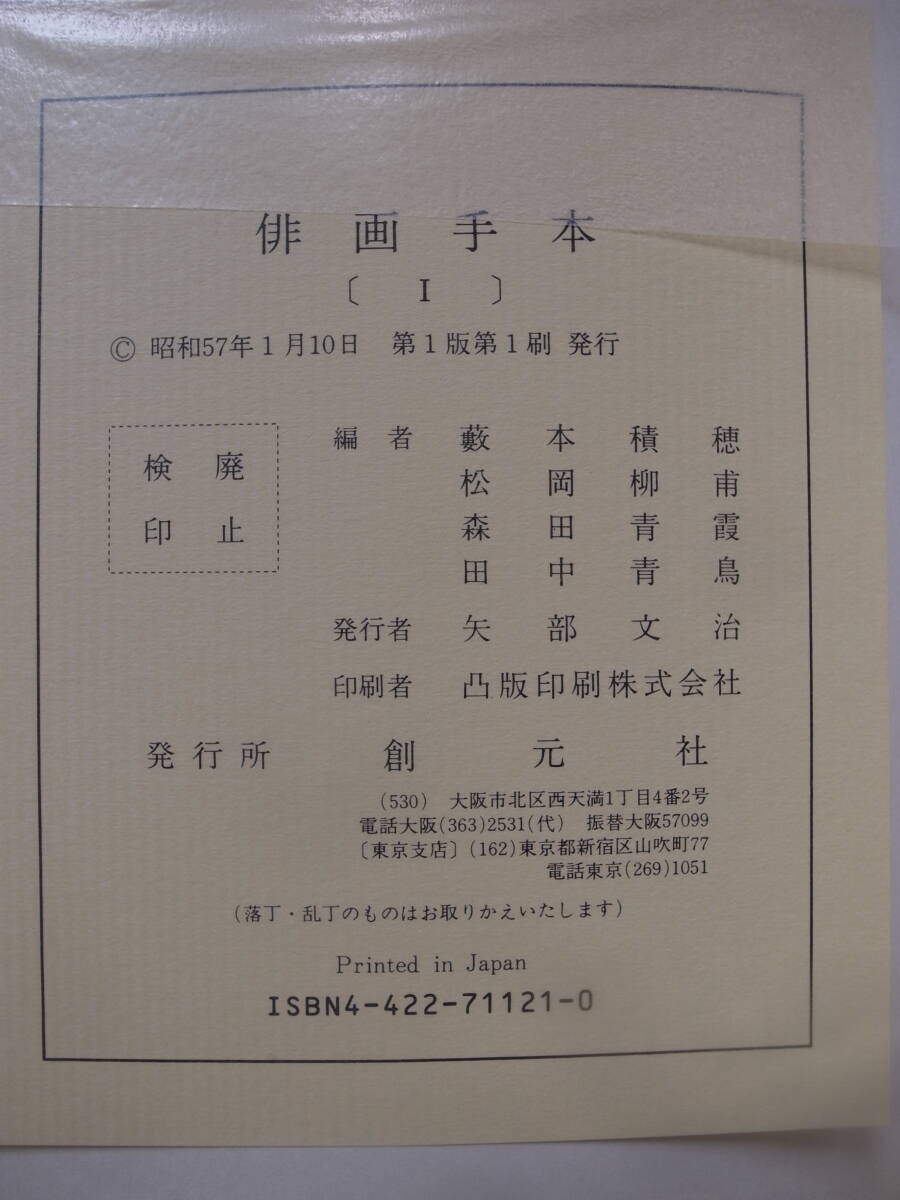 俳画手本
〔 I 〕
© 昭和57年1月10日 第1版第1刷 発行
検 廃
印 止
編者 藪本積穂
松岡柳甫
森田青霞
田中青鳥
発行者 矢部文治
印刷者 凸版印刷株式会社
発行所 創元社
(530) 大阪市北区西天満1丁目4番2号
電話大阪(363)2531(代) 振替大阪57099
〔東京支店〕(162)東京都新宿区山吹町77
電話東京(269)1051
(落丁・乱丁のものはお取りかえいたします)
Printed in Japan
ISBN4-422-71121-0